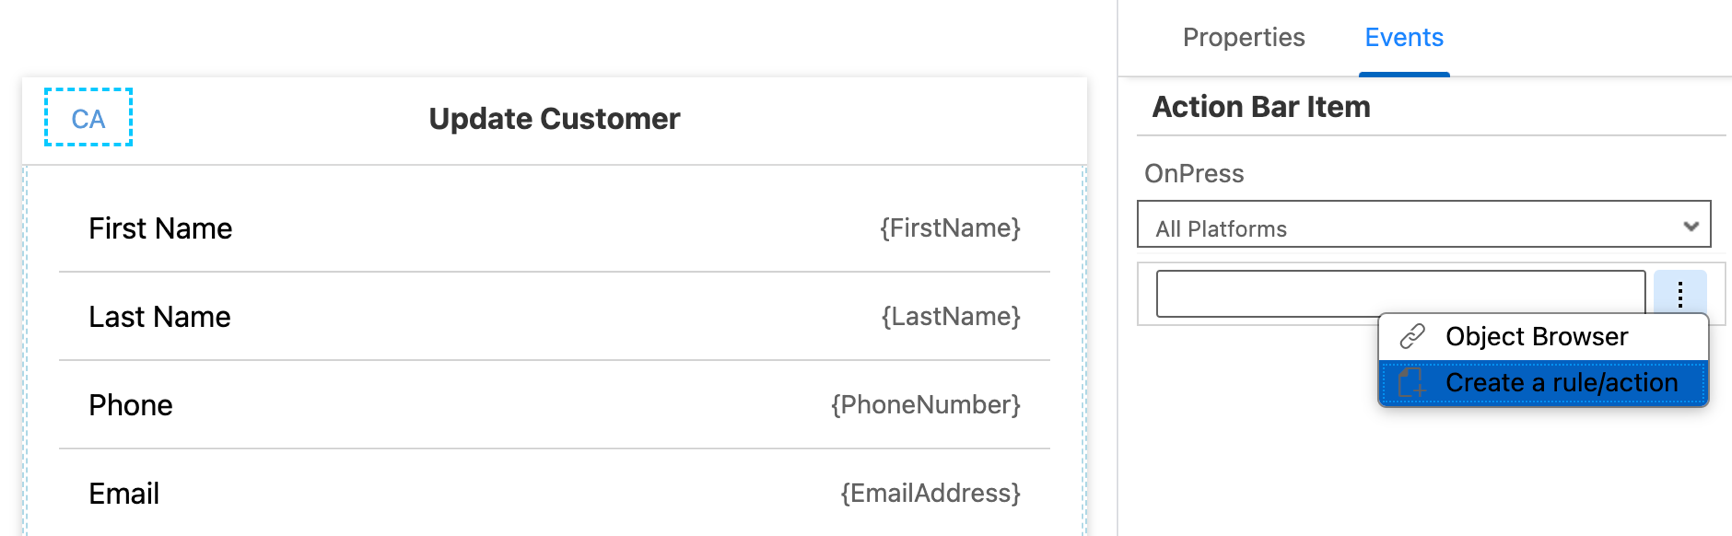 CA
Update Customer
First Name
{FirstName}
Last Name
{LastName}
Phone
{PhoneNumber}
Email
{EmailAddress}
Properties
Events
Action Bar Item
OnPress
All Platforms
Object Browser
Create a rule/action